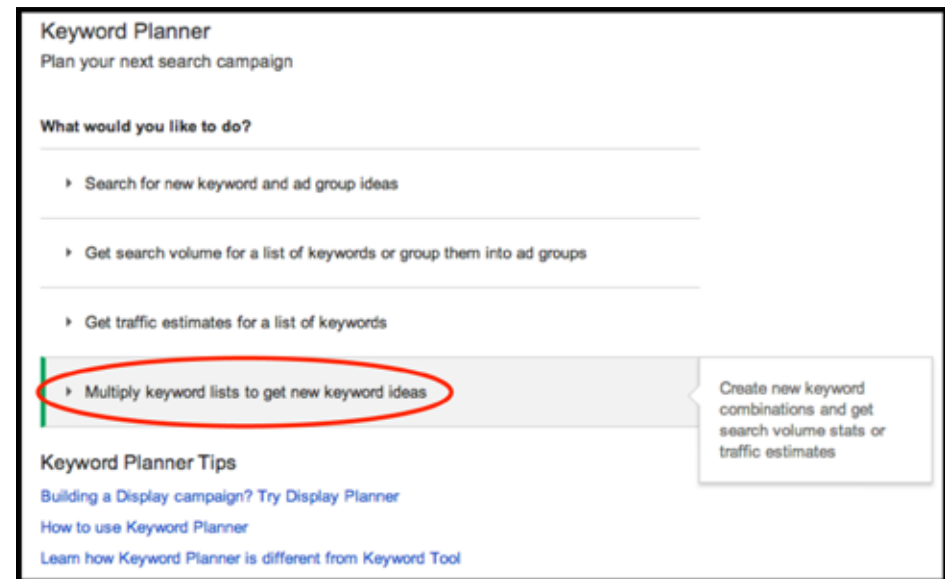 Keyword Planner
Plan your next search campaign
What would you like to do?
Search for new keyword and ad group ideas
Get search volume for a list of keywords or group them into ad groups
Get traffic estimates for a list of keywords
Multiply keyword lists to get new keyword ideas
Create new keyword
combinations and get
search volume stats or
traffic estimates
Keyword Planner Tips
Building a Display campaign? Try Display Planner
How to use Keyword Planner
Learn how Keyword Planner is different from Keyword Tool